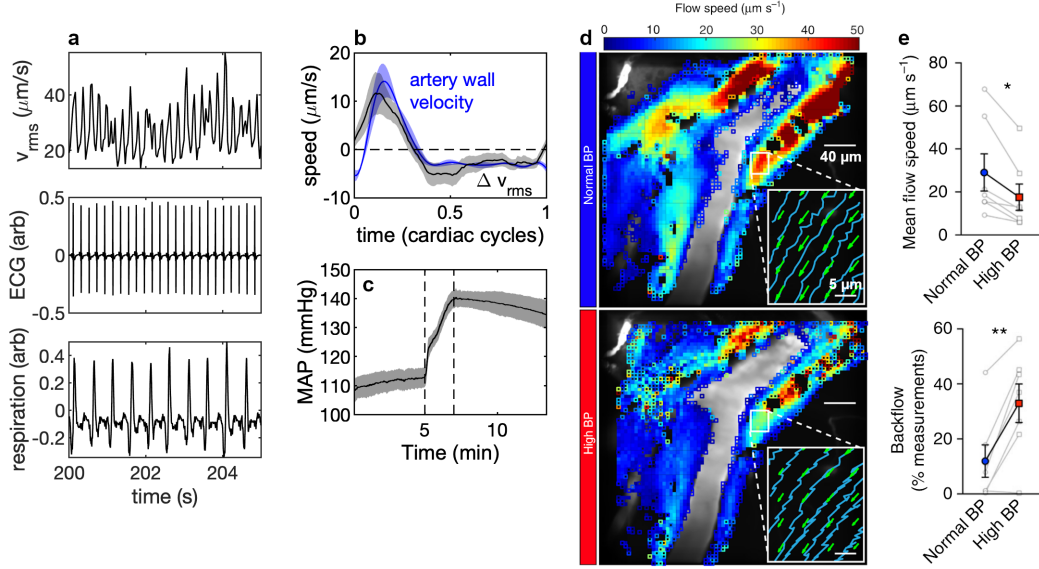 a
v_rms (μm/s)
40
20
ECG (arb)
0.5
0
-0.5
respiration (arb)
0.4
0.2
0
-0.2
200
202
204
time (s)
b
speed (μm/s)
20
10
0
-10
artery wall
velocity
Δ v_rms
0
0.5
1
time (cardiac cycles)
c
MAP (mmHg)
150
140
130
120
110
100
5
10
Time (min)
d
Flow speed (μm s⁻¹)
0
10
20
30
40
50
Normal BP
40 μm
5 μm
High BP
e
Mean flow speed (μm s⁻¹)
80
60
40
20
0
*
Normal BP
High BP
Backflow
(% measurements)
60
40
20
0
**
Normal BP
High BP